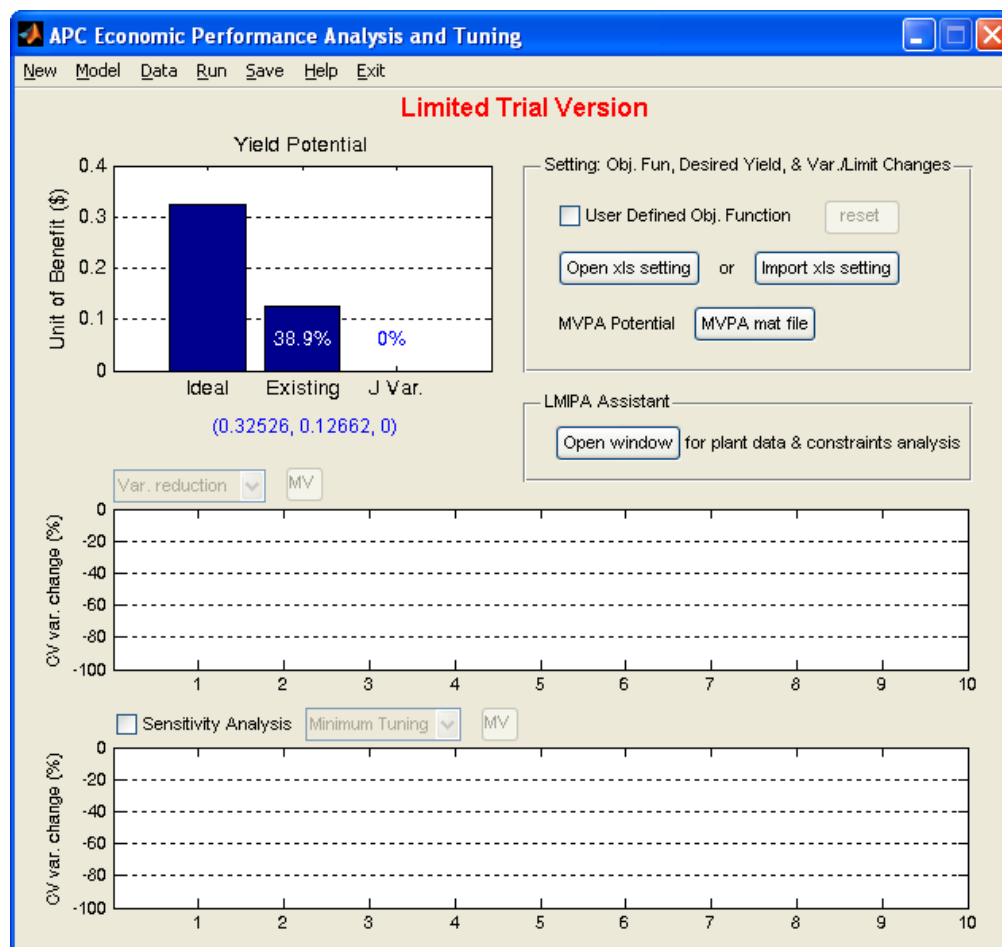 APC Economic Performance Analysis and Tuning
New Model Data Run Save Help Exit
Limited Trial Version
Yield Potential
Unit of Benefit ($)
0.4
0.3
0.2
0.1
0
38.9%
0%
Ideal Existing J Var.
(0.32526, 0.12662, 0)
Setting: Obj. Fun, Desired Yield, & Var./Limit Changes
User Defined Obj. Function reset
Open xls setting or Import xls setting
MVPA Potential MVPA mat file
LMIPA Assistant
Open window for plant data & constraints analysis
Var. reduction MV
CV var. change (%)
0
-20
-40
-60
-80
-100
1 2 3 4 5 6 7 8 9 10
Sensitivity Analysis Minimum Tuning MV
CV var. change (%)
0
-20
-40
-60
-80
-100
1 2 3 4 5 6 7 8 9 10